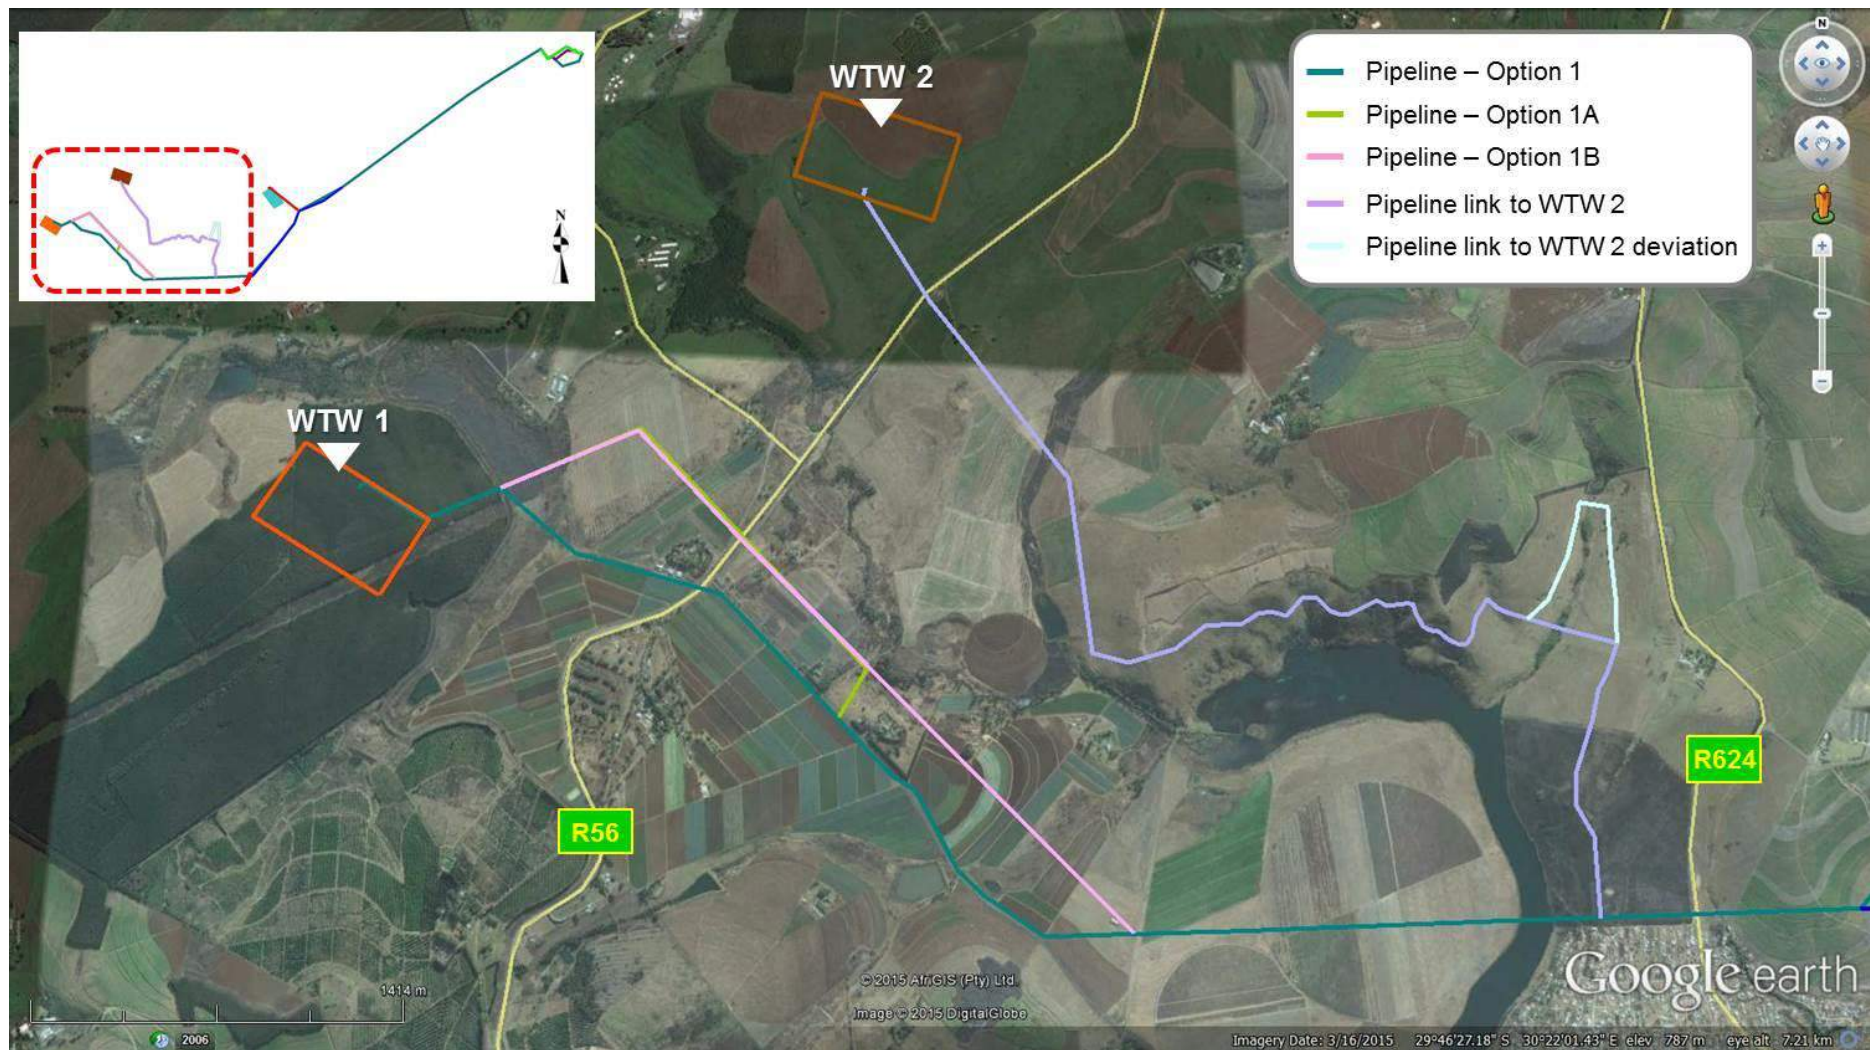 N
WTW 2
Pipeline – Option 1
Pipeline – Option 1A
Pipeline – Option 1B
Pipeline link to WTW 2
Pipeline link to WTW 2 deviation
N
WTW 1
R624
R56
Google earth
1414 m
© 2015 AfriGIS (Pty) Ltd.
Image © 2015 DigitalGlobe
2006
Imagery Date: 3/16/2015 29°46'27.18" S 30°22'01.43" E elev 787 m eye alt 7.21 km